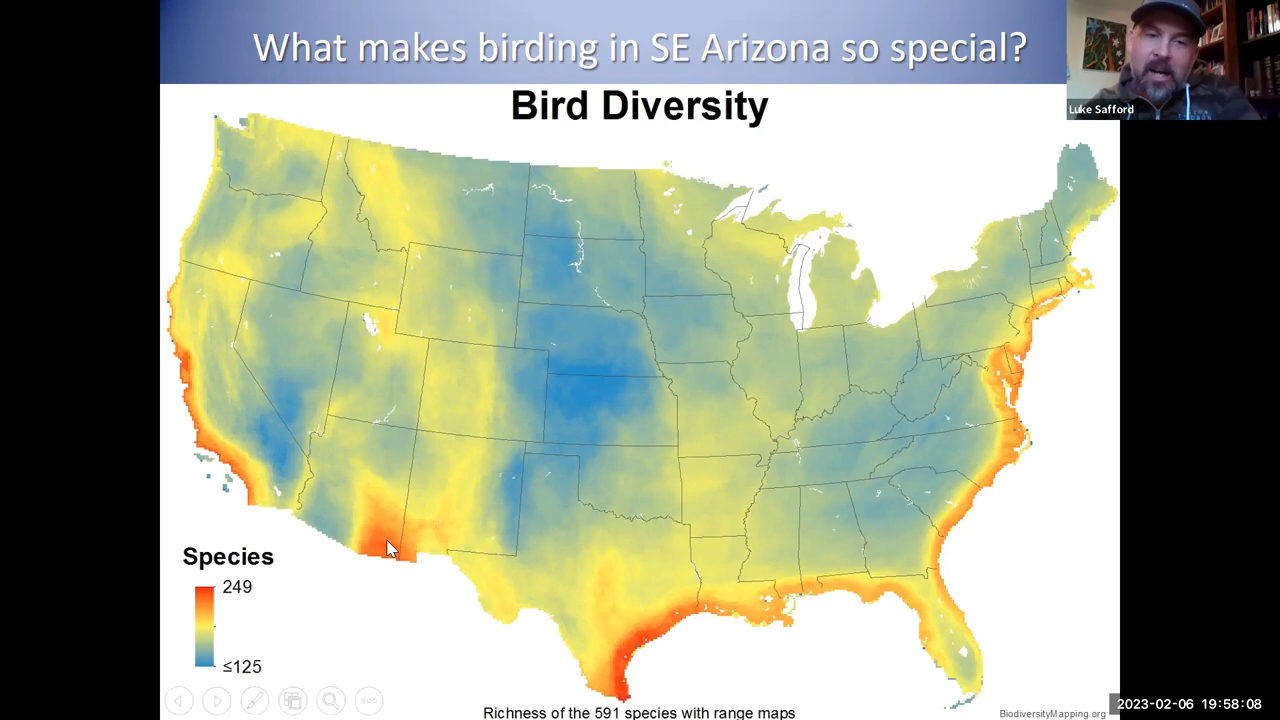 What makes birding in SE Arizona so special?
Luke Safford
Bird Diversity
Species
249
≤125
Richness of the 591 species with range maps
BiodiversityMapping.org
2023-02-06 19:58:08